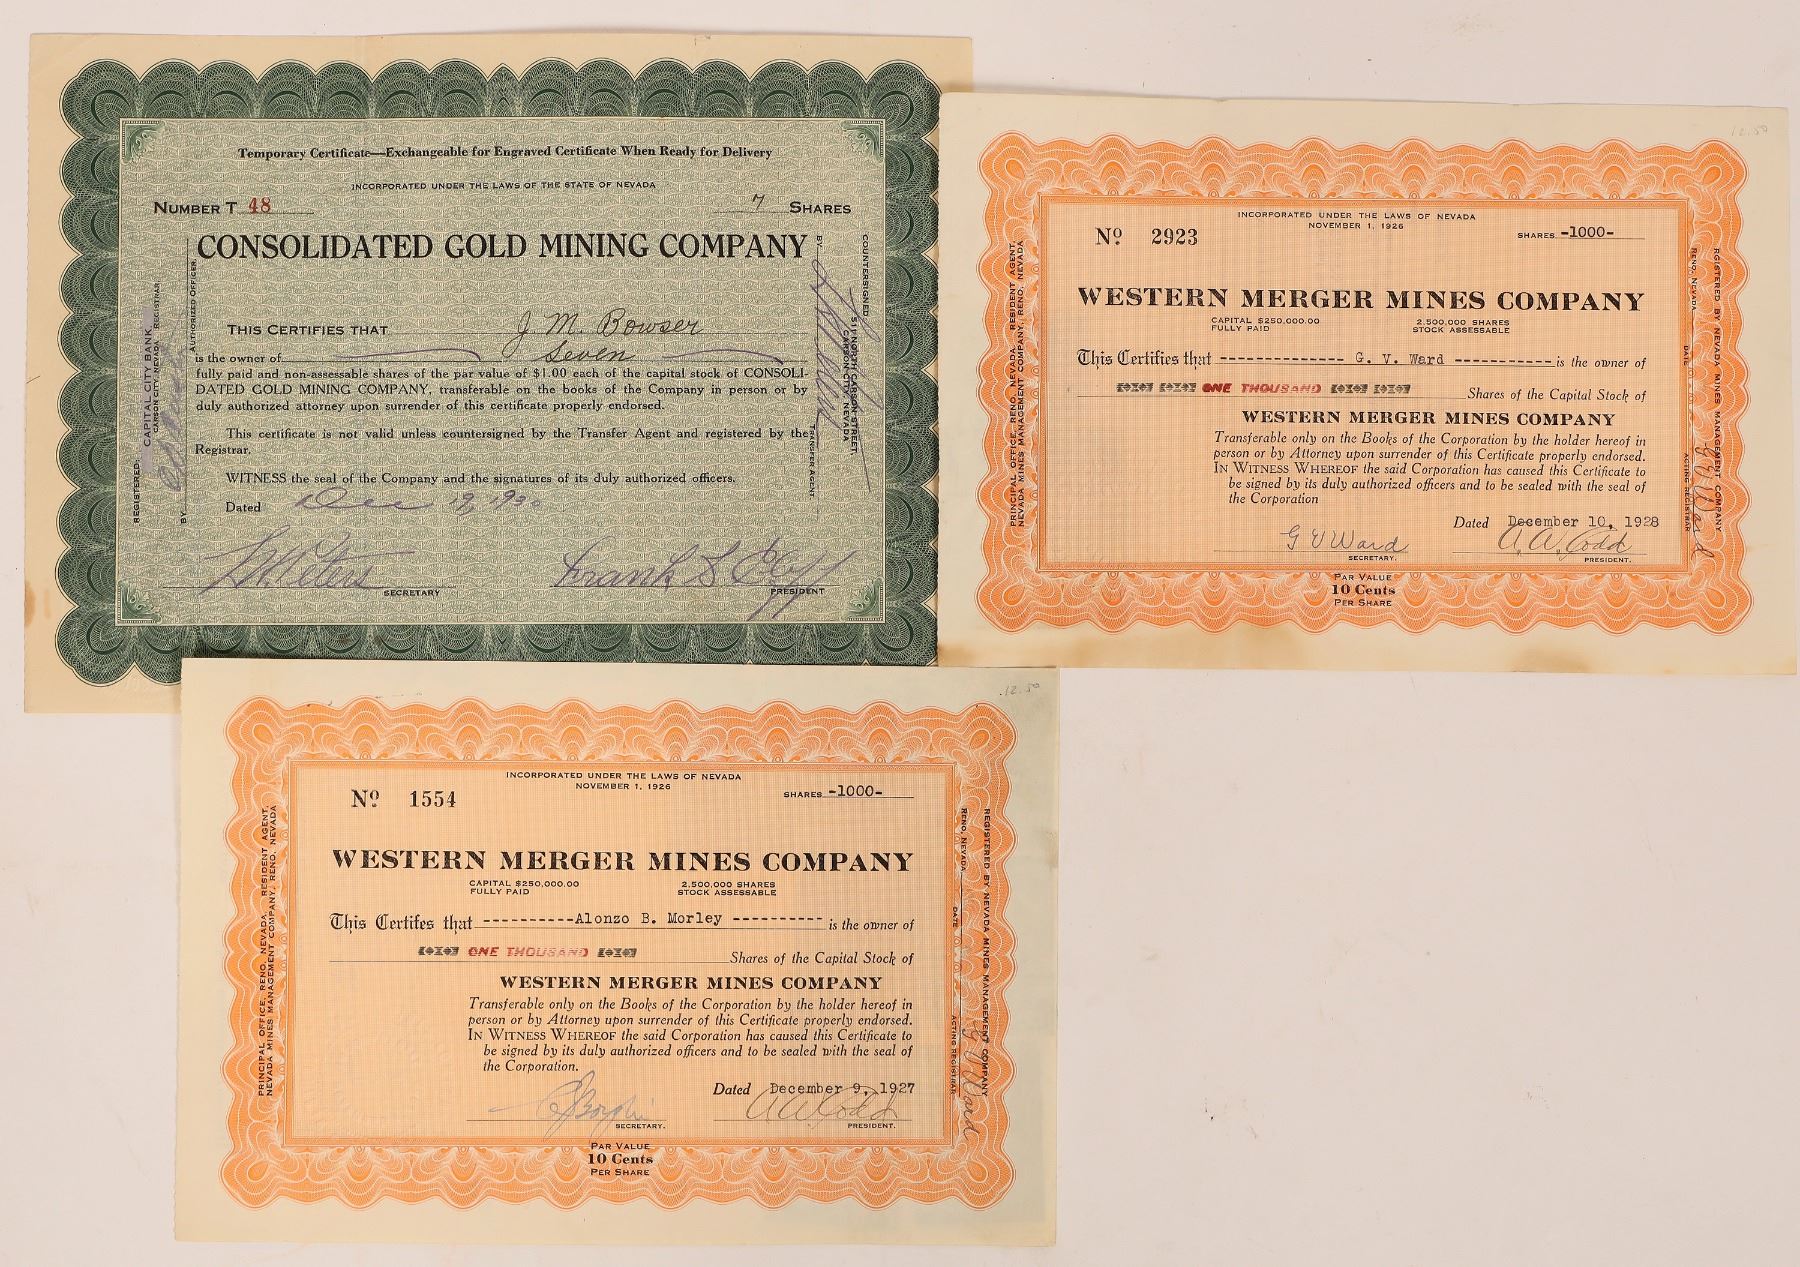 Temporary Certificate—Exchangeable for Engraved Certificate When Ready for Delivery
INCORPORATED UNDER THE LAWS OF THE STATE OF NEVADA
NUMBER T 48
7 SHARES
CONSOLIDATED GOLD MINING COMPANY
THIS CERTIFIES THAT J. M. Bowser
is the owner of Seven
fully paid and non-assessable shares of the par value of $1.00 each of the capital stock of CONSOLI-
DATED GOLD MINING COMPANY, transferable on the books of the Company in person or by
duly authorized attorney upon surrender of this certificate properly endorsed.
This certificate is not valid unless countersigned by the Transfer Agent and registered by the
Registrar.
WITNESS the seal of the Company and the signatures of its duly authorized officers.
Dated Dec 12, 1930
SECRETARY
Frank S.
PRESIDENT
REGISTERED:
CAPITAL CITY BANK
CARSON CITY, NEVADA REGISTRAR
BY
AUTHORIZED OFFICER.
COUNTERSIGNED
511 NORTH CARSON STREET
CARSON CITY, NEVADA
BY
TRANSFER AGENT
12.50
INCORPORATED UNDER THE LAWS OF NEVADA
NOVEMBER 1, 1926
No 2923
SHARES -1000-
WESTERN MERGER MINES COMPANY
CAPITAL $250,000.00
FULLY PAID
2,500,000 SHARES
STOCK ASSESSABLE
This Certifies that -------------- G. V. Ward ----------- is the owner of
ONE THOUSAND
Shares of the Capital Stock of
WESTERN MERGER MINES COMPANY
Transferable only on the Books of the Corporation by the holder hereof in
person or by Attorney upon surrender of this Certificate properly endorsed.
IN WITNESS WHEREOF the said Corporation has caused this Certificate to
be signed by its duly authorized officers and to be sealed with the seal of
the Corporation
Dated December 10, 1928
G V Ward
SECRETARY.
A. A. Codd
PRESIDENT.
PAR VALUE
10 Cents
PER SHARE
PRINCIPAL OFFICE, RENO, NEVADA RESIDENT AGENT,
NEVADA MINES MANAGEMENT COMPANY, RENO, NEVADA
RGISTERED BY NEVADA MINES MANAGEMENT COMPANY
RENO, NEVADA
DATE
ACTING REGISTRAR
G V Ward
12.50
INCORPORATED UNDER THE LAWS OF NEVADA
NOVEMBER 1, 1926
No 1554
SHARES -1000-
WESTERN MERGER MINES COMPANY
CAPITAL $250,000.00
FULLY PAID
2,500,000 SHARES
STOCK ASSESSABLE
This Certifes that ----------Alonzo B. Morley ---------- is the owner of
ONE THOUSAND
Shares of the Capital Stock of
WESTERN MERGER MINES COMPANY
Transferable only on the Books of the Corporation by the holder hereof in
person or by Attorney upon surrender of this Certificate properly endorsed.
IN WITNESS WHEREOF the said Corporation has caused this Certificate to
be signed by its duly authorized officers and to be sealed with the seal of
the Corporation.
Dated December 9, 1927
SECRETARY.
A. A. Codd
PRESIDENT.
PAR VALUE
10 Cents
PER SHARE
PRINCIPAL OFFICE, RENO, NEVADA RESIDENT AGENT,
NEVADA MINES MANAGEMENT COMPANY, RENO, NEVADA
REGISTERED BY NEVADA MINES MANAGEMENT COMPANY
RENO, NEVADA
DATE
ACTING REGISTRAR
G V Ward